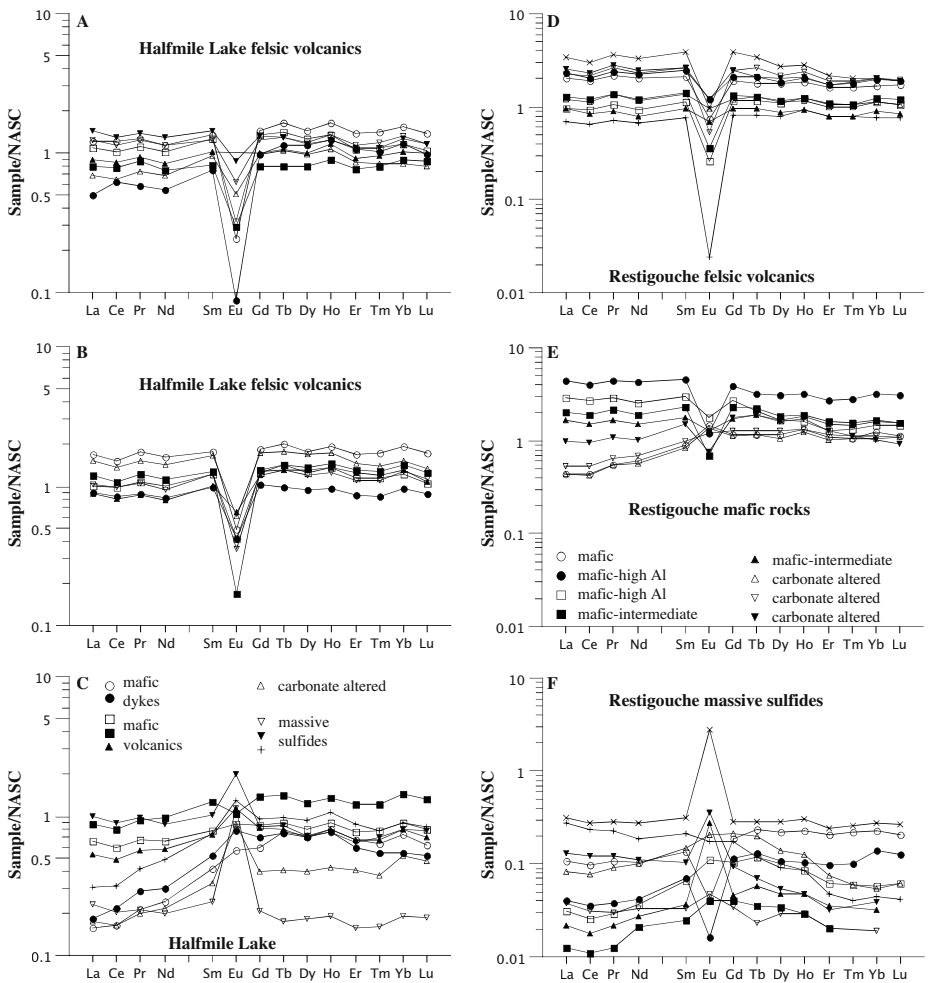 A
Halfmile Lake felsic volcanics
Sample/NASC
10
5
1
0.5
0.1
La Ce Pr Nd Sm Eu Gd Tb Dy Ho Er Tm Yb Lu
B
Halfmile Lake felsic volcanics
Sample/NASC
10
5
1
0.5
0.1
La Ce Pr Nd Sm Eu Gd Tb Dy Ho Er Tm Yb Lu
C
mafic
dykes
mafic
volcanics
carbonate altered
massive
sulfides
Sample/NASC
10
5
1
0.5
0.1
Halfmile Lake
La Ce Pr Nd Sm Eu Gd Tb Dy Ho Er Tm Yb Lu
D
Sample/NASC
10
1
0.1
0.01
Restigouche felsic volcanics
La Ce Pr Nd Sm Eu Gd Tb Dy Ho Er Tm Yb Lu
E
Sample/NASC
10
1
0.1
0.01
Restigouche mafic rocks
mafic
mafic-high Al
mafic-high Al
mafic-intermediate
mafic-intermediate
carbonate altered
carbonate altered
carbonate altered
La Ce Pr Nd Sm Eu Gd Tb Dy Ho Er Tm Yb Lu
F
Restigouche massive sulfides
Sample/NASC
10
1
0.1
0.01
La Ce Pr Nd Sm Eu Gd Tb Dy Ho Er Tm Yb Lu